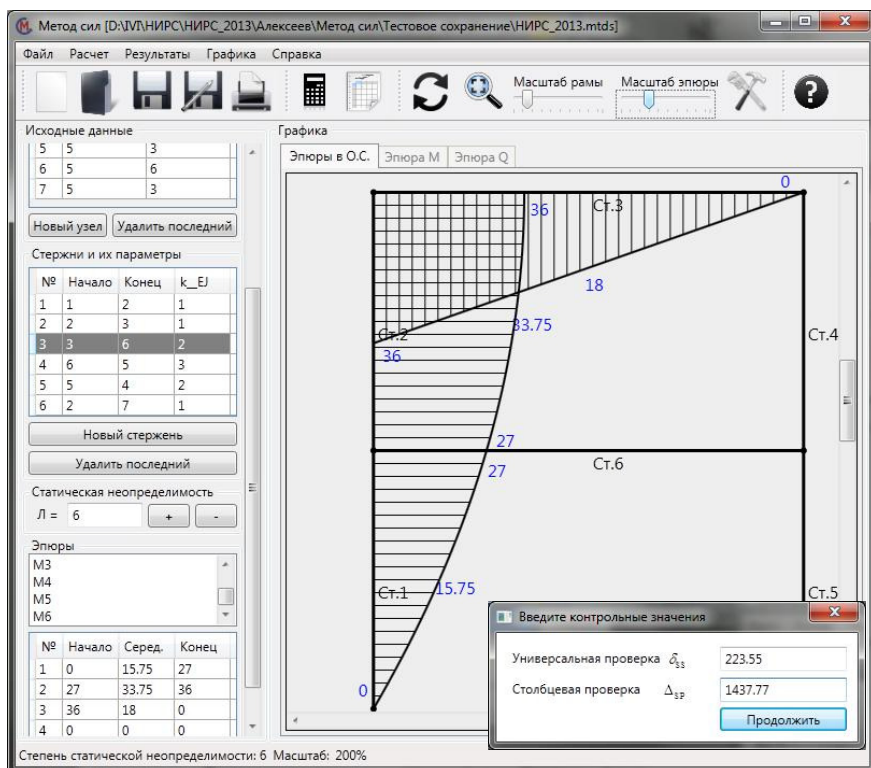 Метод сил [D:\IVI\НИРС\НИРС_2013\Алексеев\Метод сил\Тестовое сохранение\НИРС_2013.mtds]
Файл Расчет Результаты Графика Справка
Масштаб рамы Масштаб эпюры
Исходные данные
5 5 3
6 5 6
7 5 3
Новый узел Удалить последний
Стержни и их параметры
№ Начало Конец k__EJ
1 1 2 1
2 2 3 1
3 3 6 2
4 6 5 3
5 5 4 2
6 2 7 1
Новый стержень
Удалить последний
Статическая неопределимость
Л = 6 + -
Эпюры
M3
M4
M5
M6
№ Начало Серед. Конец
1 0 15.75 27
2 27 33.75 36
3 36 18 0
4 0 0 0
Графика
Эпюры в О.С. Эпюра M Эпюра Q
0
36 Ст.3
18
33.75
Ст.2 Ст.4
36
27
27 Ст.6
Ст.1 15.75 Ст.5
0
Введите контрольные значения
Универсальная проверка δss 223.55
Столбцевая проверка ΔSP 1437.77
Продолжить
Степень статической неопределимости: 6 Масштаб: 200%